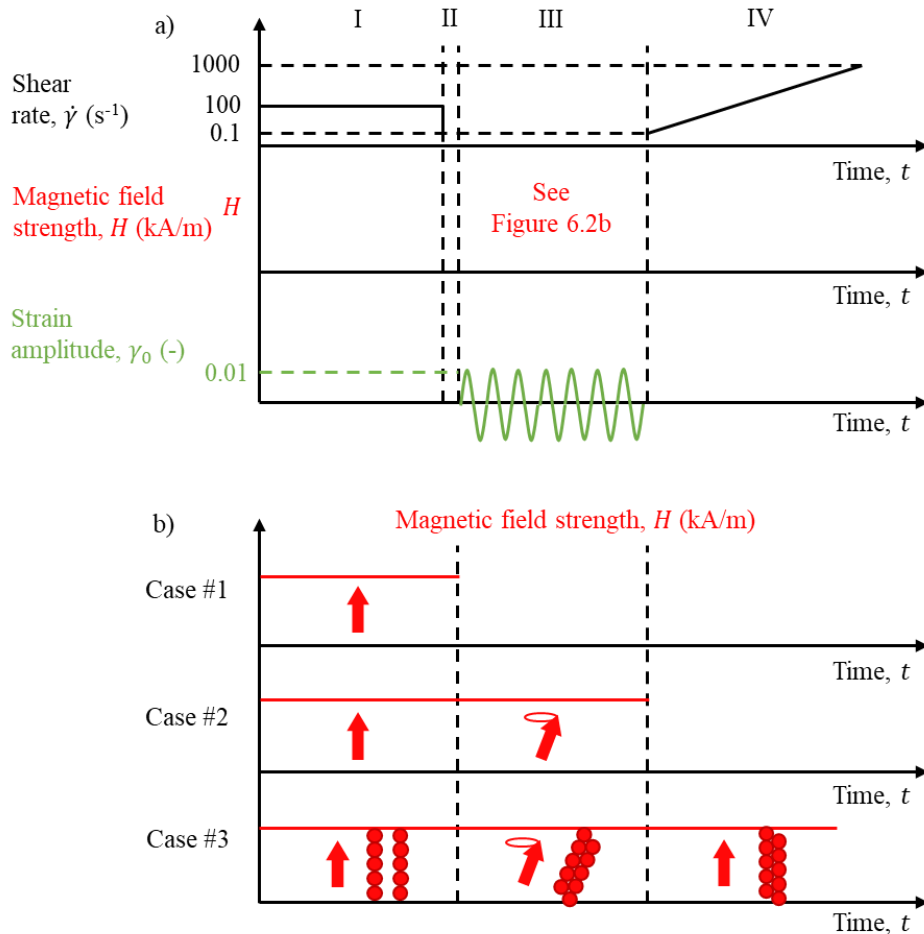 a)
I
II
III
IV
Shear
rate, γ̇ (s⁻¹)
1000
100
0.1
Time, t
Magnetic field
strength, H (kA/m)
H
See
Figure 6.2b
Time, t
Strain
amplitude, γ₀ (-)
0.01
Time, t
b)
Magnetic field strength, H (kA/m)
Case #1
Time, t
Case #2
Time, t
Case #3
Time, t